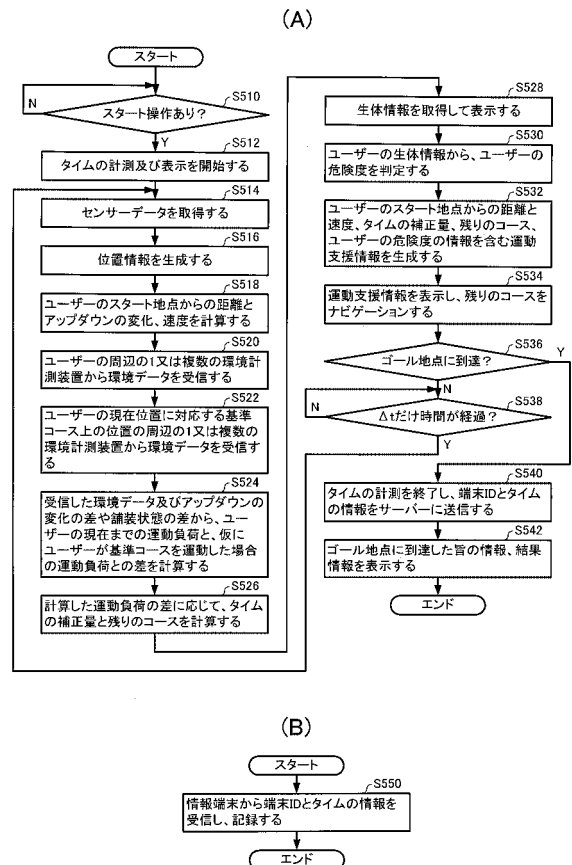 (A)
スタート
N
S510
スタート操作あり?
Y
S512
タイムの計測及び表示を開始する
S514
センサーデータを取得する
S516
位置情報を生成する
S518
ユーザーのスタート地点からの距離と
アップダウンの変化、速度を計算する
S520
ユーザーの周辺の1又は複数の環境計
測装置から環境データを受信する
S522
ユーザーの現在位置に対応する基準
コース上の位置の周辺の1又は複数の
環境計測装置から環境データを受信す
る
S524
受信した環境データ及びアップダウンの
変化の差や舗装状態の差から、ユー
ザーの現在までの運動負荷と、仮に
ユーザーが基準コースを運動した場合
の運動負荷との差を計算する
S526
計算した運動負荷の差に応じて、タイム
の補正量と残りのコースを計算する
S528
生体情報を取得して表示する
S530
ユーザーの生体情報から、ユーザーの
危険度を判定する
S532
ユーザーのスタート地点からの距離と
速度、タイムの補正量、残りのコース、
ユーザーの危険度の情報を含む運動
支援情報を生成する
S534
運動支援情報を表示し、残りのコースを
ナビゲーションする
S536
Y
ゴール地点に到達?
N
S538
N
Δtだけ時間が経過?
Y
S540
タイムの計測を終了し、端末IDとタイム
の情報をサーバーに送信する
S542
ゴール地点に到達した旨の情報、結果
情報を表示する
エンド
(B)
スタート
S550
情報端末から端末IDとタイムの情報を
受信し、記録する
エンド